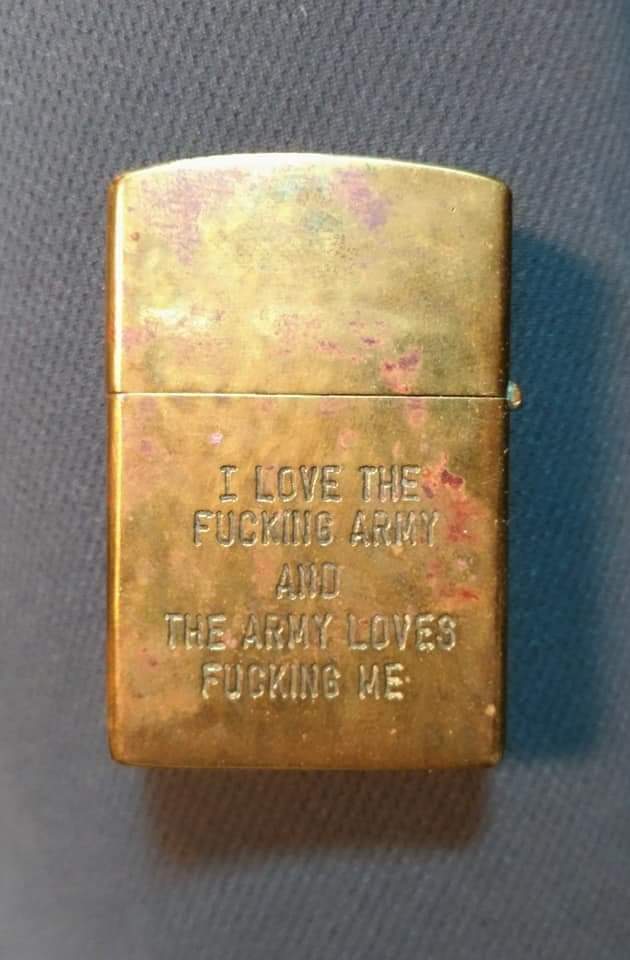 I LOVE THE
FUCKING ARMY
AND
THE ARMY LOVES
FUCKING ME